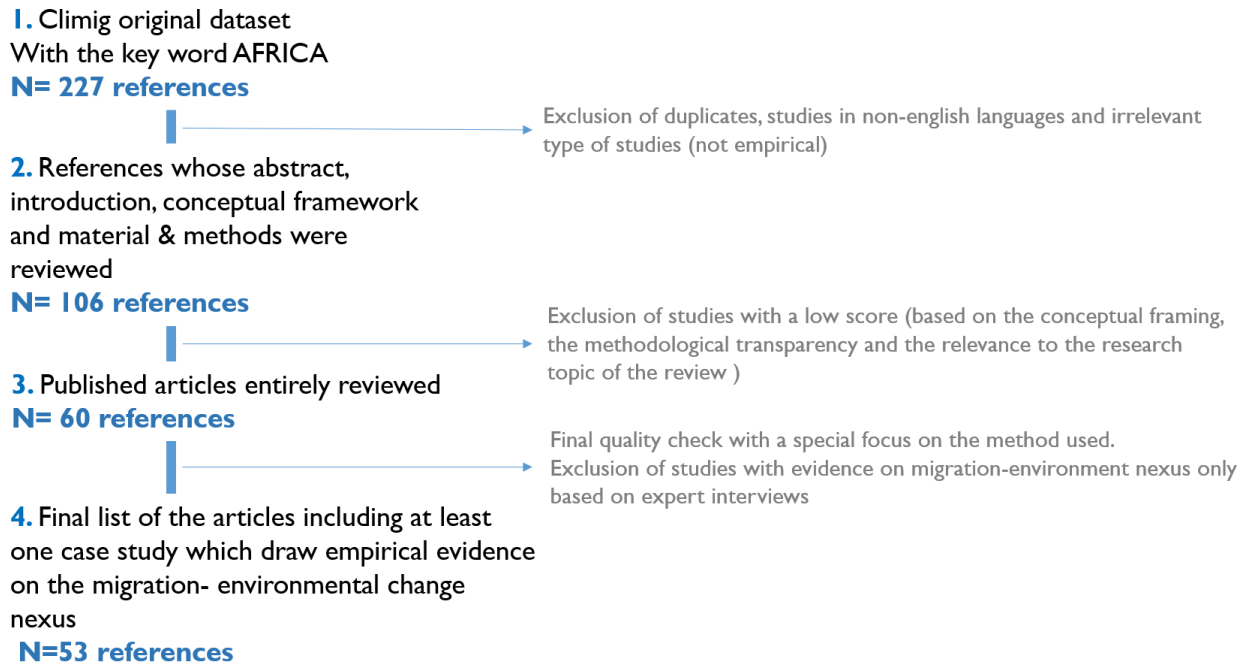 1. Climig original dataset
With the key word AFRICA
N= 227 references
Exclusion of duplicates, studies in non-english languages and irrelevant
type of studies (not empirical)
2. References whose abstract,
introduction, conceptual framework
and material & methods were
reviewed
N= 106 references
Exclusion of studies with a low score (based on the conceptual framing,
the methodological transparency and the relevance to the research
topic of the review )
3. Published articles entirely reviewed
N= 60 references
Final quality check with a special focus on the method used.
Exclusion of studies with evidence on migration-environment nexus only
based on expert interviews
4. Final list of the articles including at least
one case study which draw empirical evidence
on the migration- environmental change
nexus
N=53 references